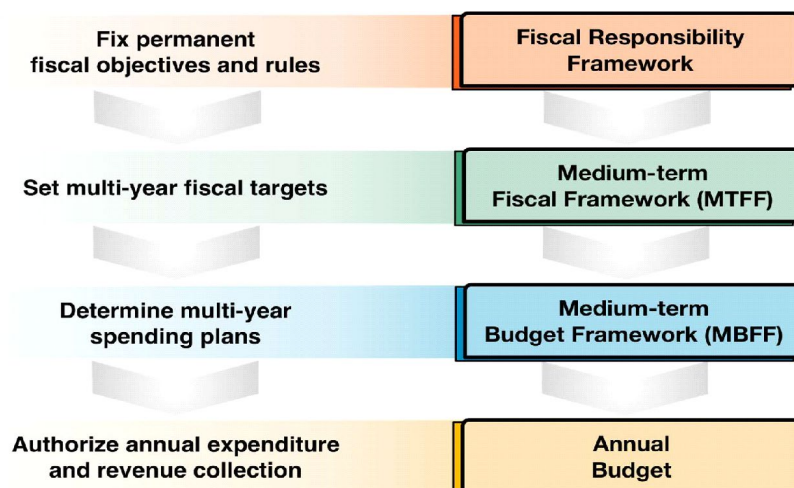 Fix permanent
fiscal objectives and rules
Fiscal Responsibility
Framework
Set multi-year fiscal targets
Medium-term
Fiscal Framework (MTFF)
Determine multi-year
spending plans
Medium-term
Budget Framework (MBFF)
Authorize annual expenditure
and revenue collection
Annual
Budget